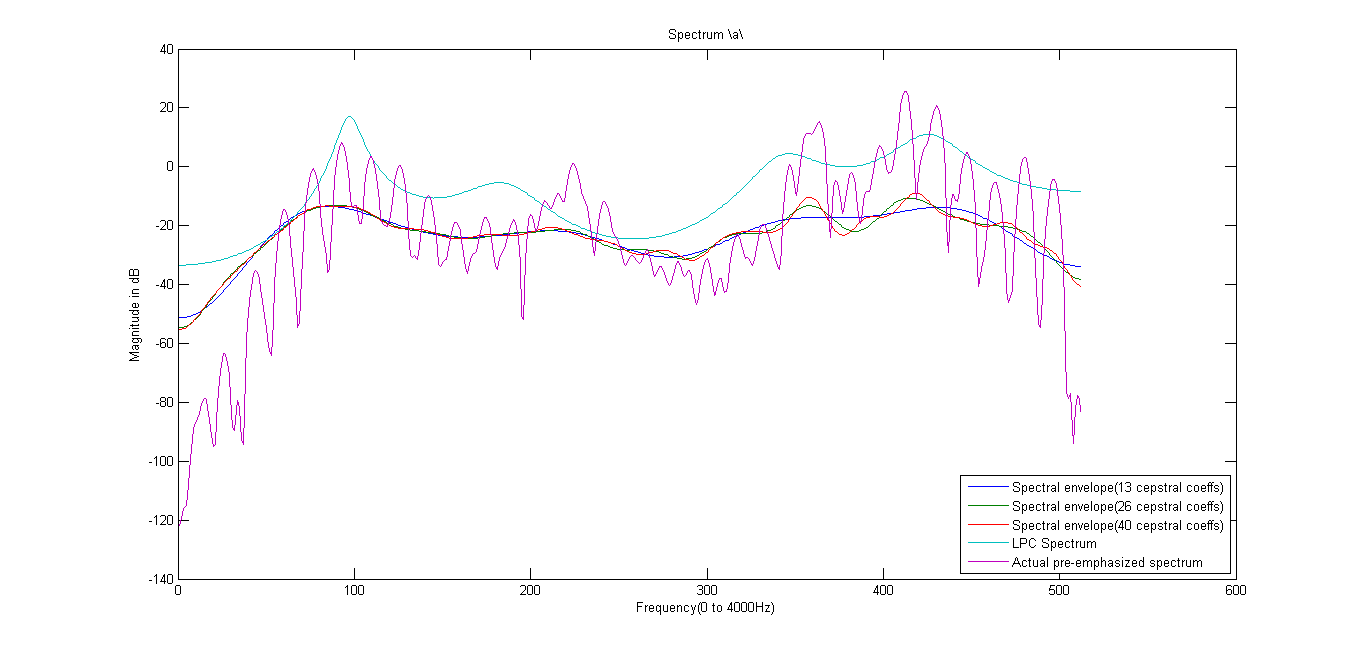 Spectrum \a\
40
20
0
-20
-40
-60
-80
-100
-120
-140
Magnitude in dB
0
100
200
300
400
500
600
Frequency(0 to 4000Hz)
Spectral envelope(13 cepstral coeffs)
Spectral envelope(26 cepstral coeffs)
Spectral envelope(40 cepstral coeffs)
LPC Spectrum
Actual pre-emphasized spectrum